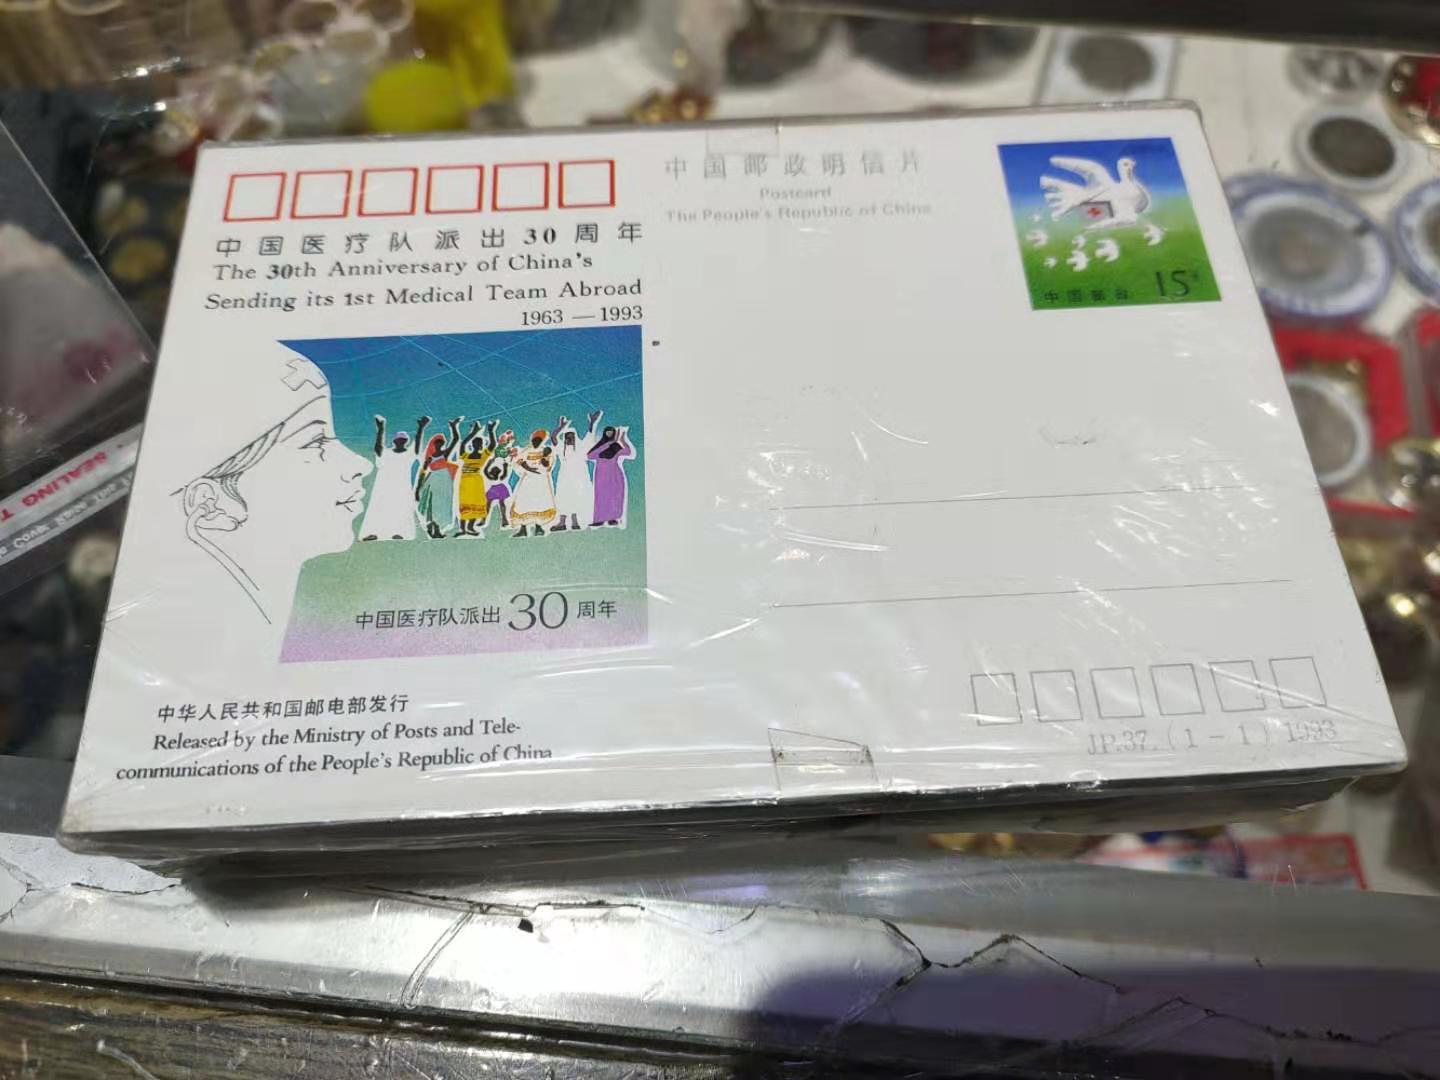 中国医疗队派出30周年
The 30th Anniversary of China's
Sending its 1st Medical Team Abroad
1963—1993
中国医疗队派出30周年
中华人民共和国邮电部发行
Released by the Ministry of Posts and Tele-
communications of the People's Republic of China
中国邮政明信片
Postcard
The People's Republic of China
中国邮政 15分
JP.37.(1-1)1993
SEALING T